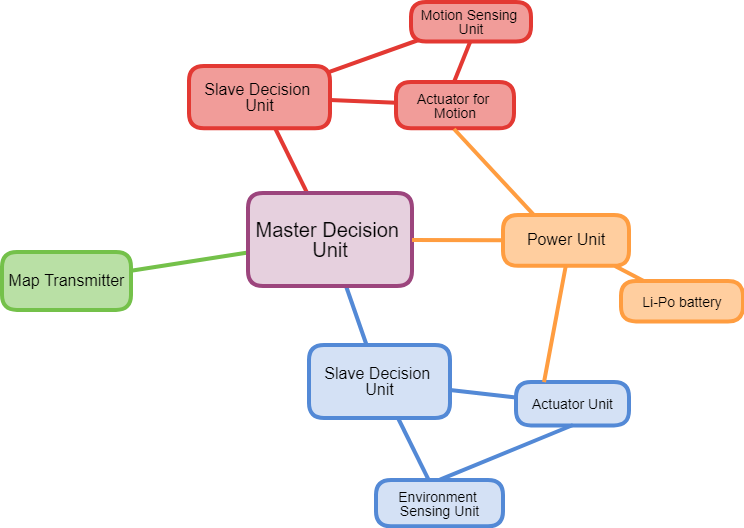 Motion Sensing
Unit
Slave Decision
Unit
Actuator for
Motion
Master Decision
Unit
Power Unit
Map Transmitter
Li-Po battery
Slave Decision
Unit
Actuator Unit
Environment
Sensing Unit